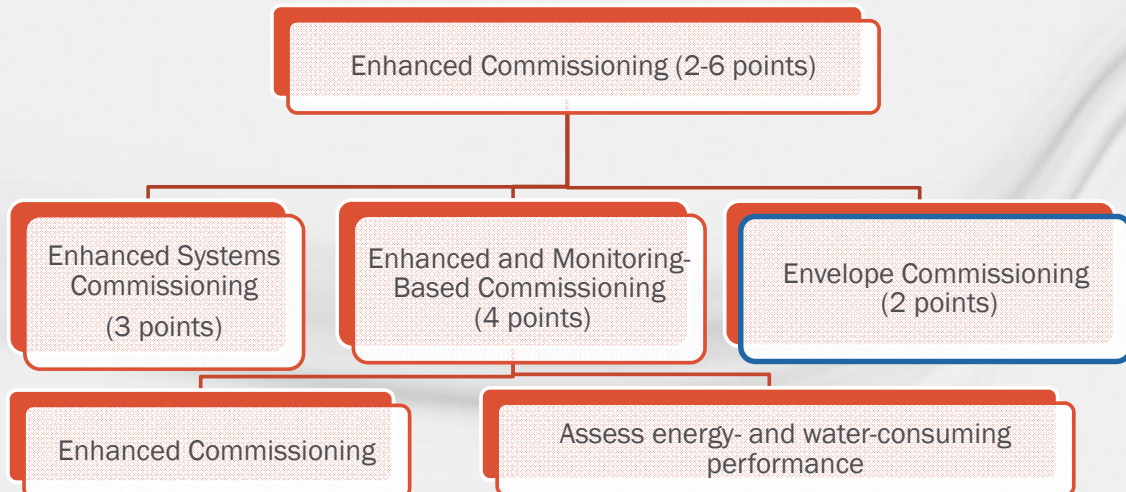 Enhanced Commissioning (2-6 points)
Enhanced Systems
Commissioning
(3 points)
Enhanced and Monitoring-
Based Commissioning
(4 points)
Envelope Commissioning
(2 points)
Enhanced Commissioning
Assess energy- and water-consuming
performance